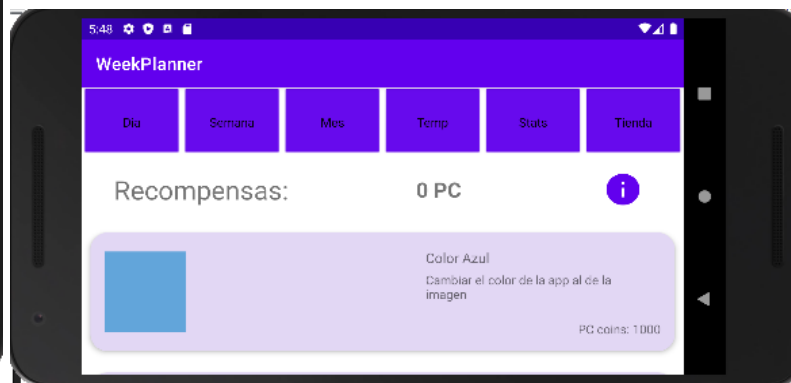 5:48
WeekPlanner
Dia Semana Mes Temp Stats Tienda
Recompensas: 0 PC i
Color Azul
Cambiar el color de la app al de la
imagen
PC coins: 1000